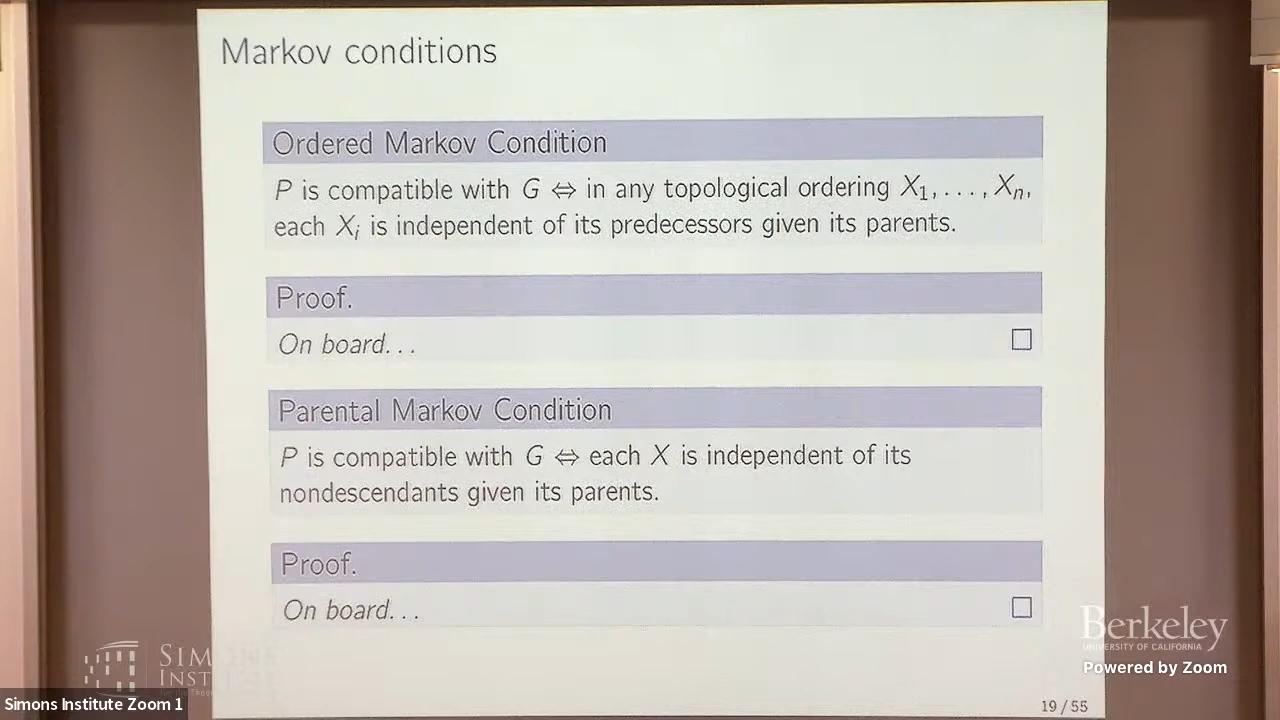 Markov conditions
Ordered Markov Condition
P is compatible with G ⇔ in any topological ordering X₁, . . . , Xₙ,
each Xᵢ is independent of its predecessors given its parents.
Proof.
On board. . .
Parental Markov Condition
P is compatible with G ⇔ each X is independent of its
nondescendants given its parents.
Proof.
On board. . .
Berkeley
UNIVERSITY OF CALIFORNIA
Powered by Zoom
SIM
INST
Simons Institute Zoom 1
19 / 55